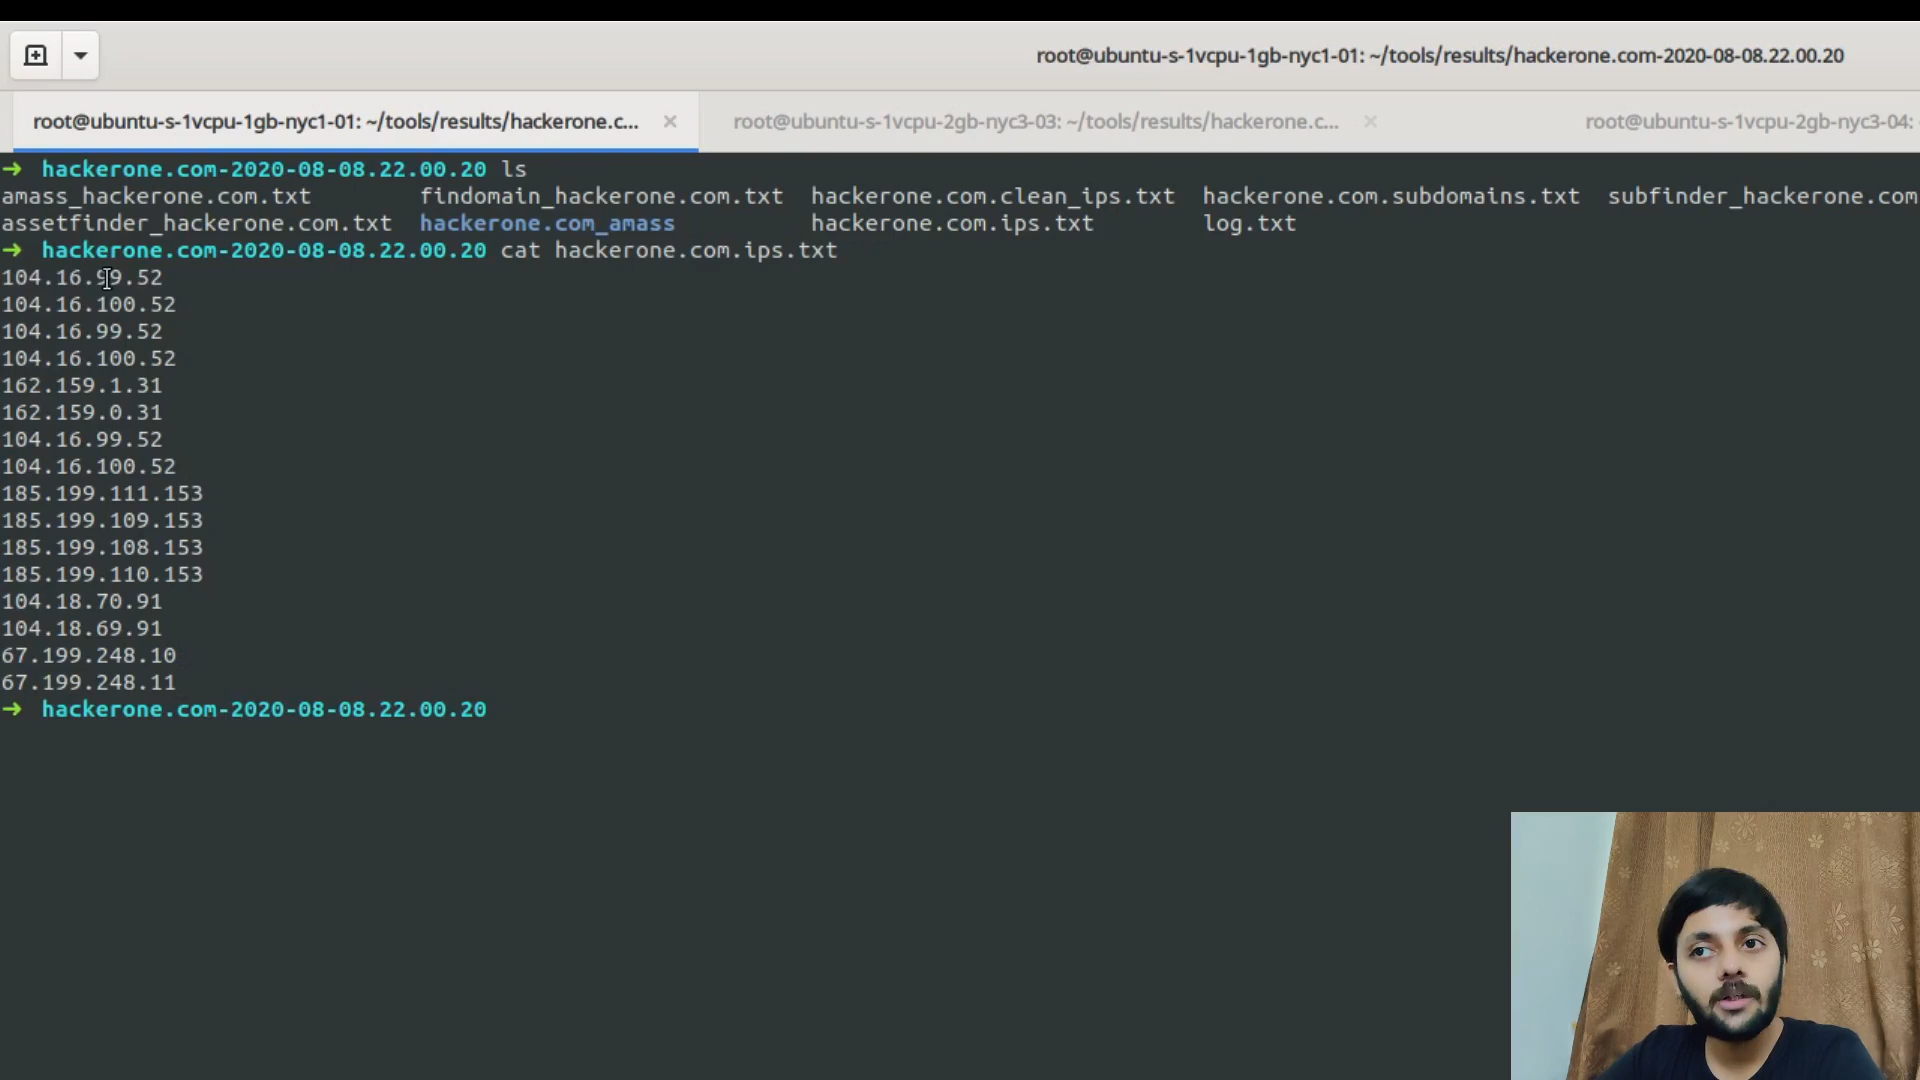 root@ubuntu-s-1vcpu-1gb-nyc1-01: ~/tools/results/hackerone.com-2020-08-08.22.00.20
root@ubuntu-s-1vcpu-1gb-nyc1-01: ~/tools/results/hackerone.c... × root@ubuntu-s-1vcpu-2gb-nyc3-03: ~/tools/results/hackerone.c... × root@ubuntu-s-1vcpu-2gb-nyc3-04:
➜ hackerone.com-2020-08-08.22.00.20 ls
amass_hackerone.com.txt findomain_hackerone.com.txt hackerone.com.clean_ips.txt hackerone.com.subdomains.txt subfinder_hackerone.com
assetfinder_hackerone.com.txt hackerone.com_amass hackerone.com.ips.txt log.txt
➜ hackerone.com-2020-08-08.22.00.20 cat hackerone.com.ips.txt
104.16.99.52
104.16.100.52
104.16.99.52
104.16.100.52
162.159.1.31
162.159.0.31
104.16.99.52
104.16.100.52
185.199.111.153
185.199.109.153
185.199.108.153
185.199.110.153
104.18.70.91
104.18.69.91
67.199.248.10
67.199.248.11
➜ hackerone.com-2020-08-08.22.00.20